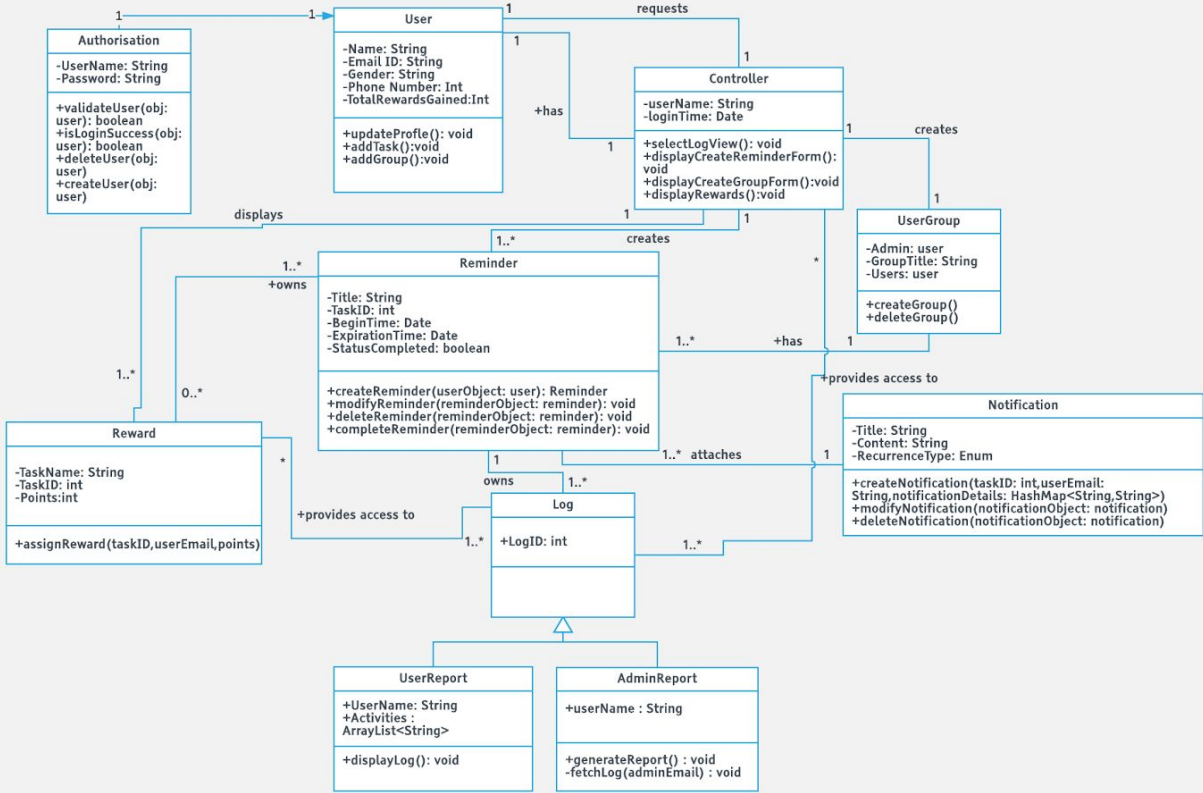 1
1
Authorisation
-UserName: String
-Password: String
+validateUser(obj:
user): boolean
+isLoginSuccess(obj:
user): boolean
+deleteUser(obj:
user)
+createUser(obj:
user)
User
-Name: String
-Email ID: String
-Gender: String
-Phone Number: Int
-TotalRewardsGained:Int
+updateProfle(): void
+addTask():void
+addGroup():void
1
requests
1
1
+has
1
Controller
-userName: String
-loginTime: Date
+selectLogView(): void
+displayCreateReminderForm():
void
+displayCreateGroupForm():void
+displayRewards():void
1
creates
1
UserGroup
-Admin: user
-GroupTitle: String
-Users: user
+createGroup()
+deleteGroup()
displays
1
1
1..*
creates
*
1..*
+owns
Reminder
-Title: String
-TaskID: int
-BeginTime: Date
-ExpirationTime: Date
-StatusCompleted: boolean
+createReminder(userObject: user): Reminder
+modifyReminder(reminderObject: reminder): void
+deleteReminder(reminderObject: reminder): void
+completeReminder(reminderObject: reminder): void
1..*
+has
1
1..*
0..*
+provides access to
Reward
-TaskName: String
-TaskID: int
-Points:int
+assignReward(taskID,userEmail,points)
*
+provides access to
1..*
1
owns
1..*
1..*
attaches
1
Notification
-Title: String
-Content: String
-RecurrenceType: Enum
+createNotification(taskID: int,userEmail:
String,notificationDetails: HashMap<String,String>)
+modifyNotification(notificationObject: notification)
+deleteNotification(notificationObject: notification)
Log
+LogID: int
1..*
UserReport
+UserName: String
+Activities :
ArrayList<String>
+displayLog(): void
AdminReport
+userName : String
+generateReport() : void
-fetchLog(adminEmail) : void